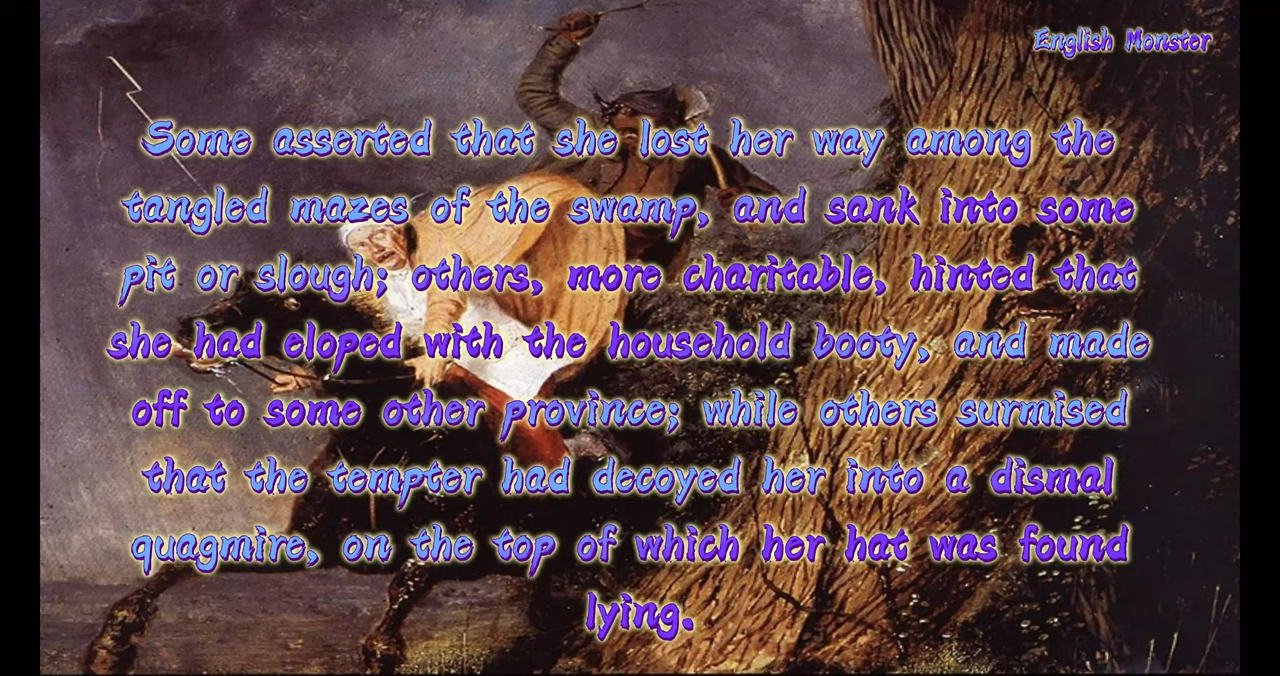 English Monster
Some asserted that she lost her way among the
tangled mazes of the swamp, and sank into some
pit or slough; others, more charitable, hinted that
she had eloped with the household booty, and made
off to some other province; while others surmised
that the tempter had decoyed her into a dismal
quagmire, on the top of which her hat was found
lying.